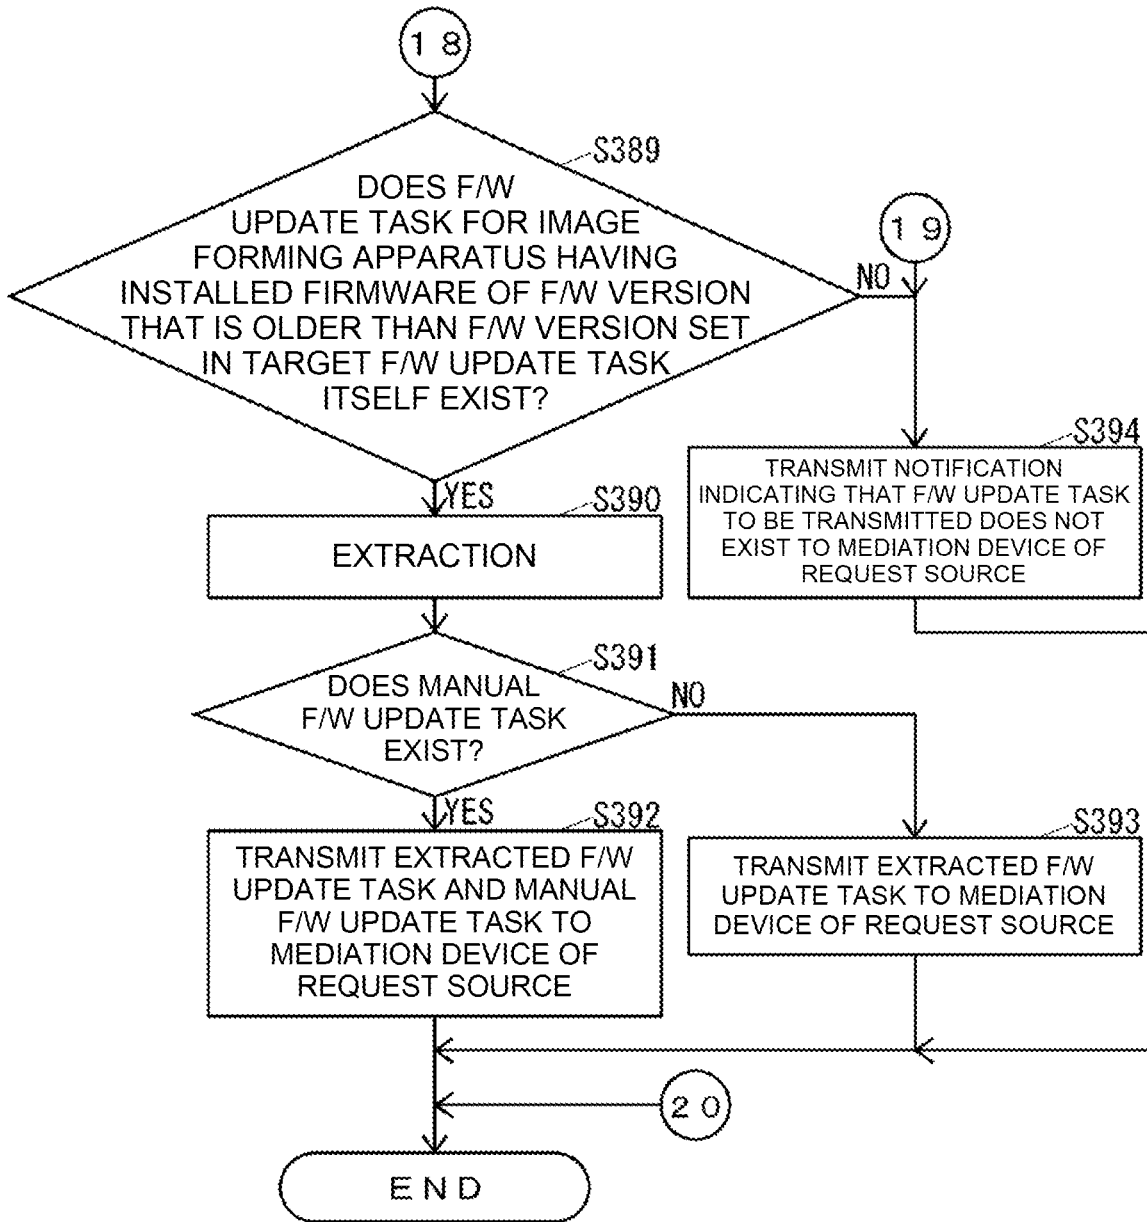 18
S389
DOES F/W
UPDATE TASK FOR IMAGE
FORMING APPARATUS HAVING
INSTALLED FIRMWARE OF F/W VERSION
THAT IS OLDER THAN F/W VERSION SET
IN TARGET F/W UPDATE TASK
ITSELF EXIST?
19
NO
YES
S394
TRANSMIT NOTIFICATION
INDICATING THAT F/W UPDATE TASK
TO BE TRANSMITTED DOES NOT
EXIST TO MEDIATION DEVICE OF
REQUEST SOURCE
S390
EXTRACTION
S391
DOES MANUAL
F/W UPDATE TASK
EXIST?
NO
YES
S392
TRANSMIT EXTRACTED F/W
UPDATE TASK AND MANUAL
F/W UPDATE TASK TO
MEDIATION DEVICE OF
REQUEST SOURCE
S393
TRANSMIT EXTRACTED F/W
UPDATE TASK TO MEDIATION
DEVICE OF REQUEST SOURCE
20
END